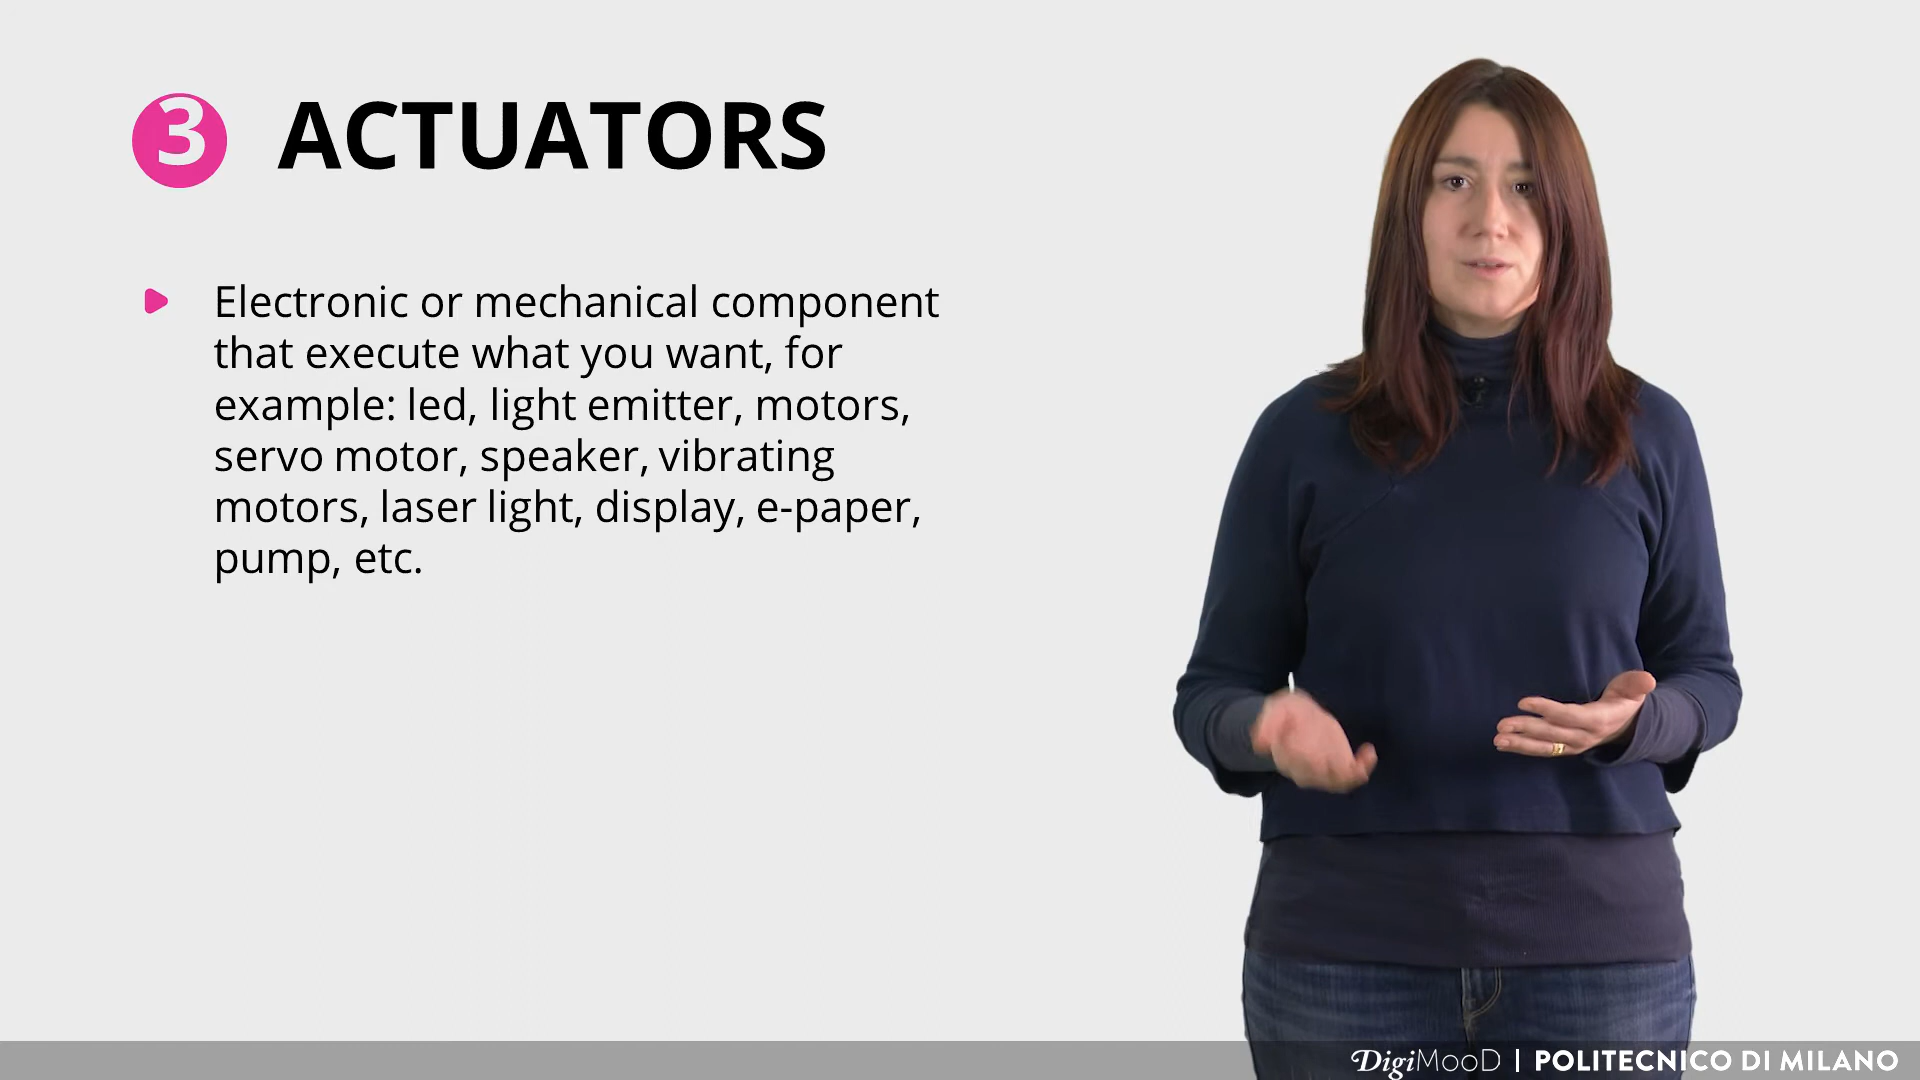 3 ACTUATORS
Electronic or mechanical component
that execute what you want, for
example: led, light emitter, motors,
servo motor, speaker, vibrating
motors, laser light, display, e-paper,
pump, etc.
DigiMooD | POLITECNICO DI MILANO